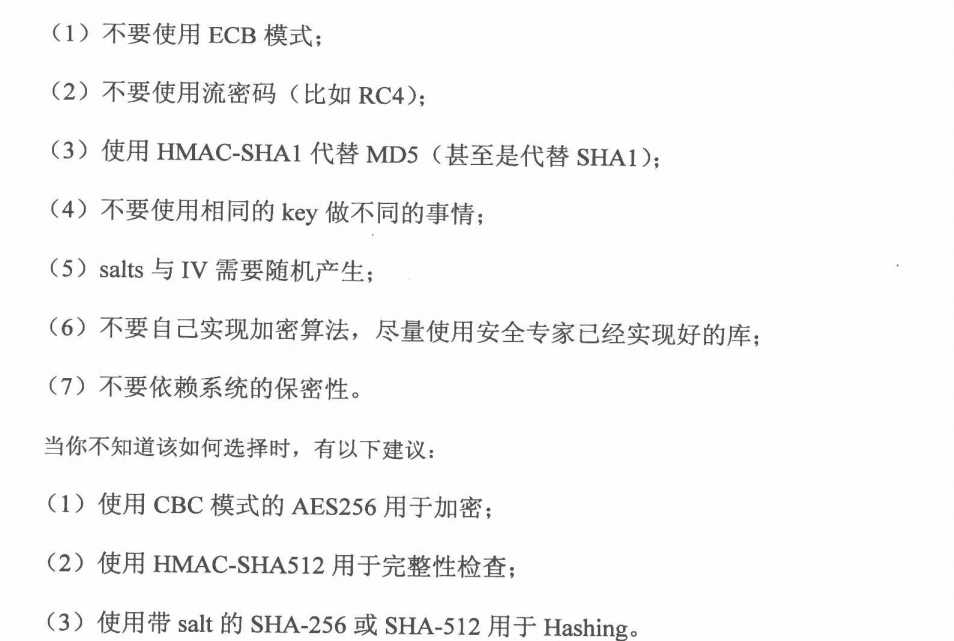 （1）不要使用 ECB 模式；
（2）不要使用流密码（比如 RC4）；
（3）使用 HMAC-SHA1 代替 MD5（甚至是代替 SHA1）；
（4）不要使用相同的 key 做不同的事情；
（5）salts 与 IV 需要随机产生；
（6）不要自己实现加密算法，尽量使用安全专家已经实现好的库；
（7）不要依赖系统的保密性。
当你不知道该如何选择时，有以下建议：
（1）使用 CBC 模式的 AES256 用于加密；
（2）使用 HMAC-SHA512 用于完整性检查；
（3）使用带 salt 的 SHA-256 或 SHA-512 用于 Hashing。